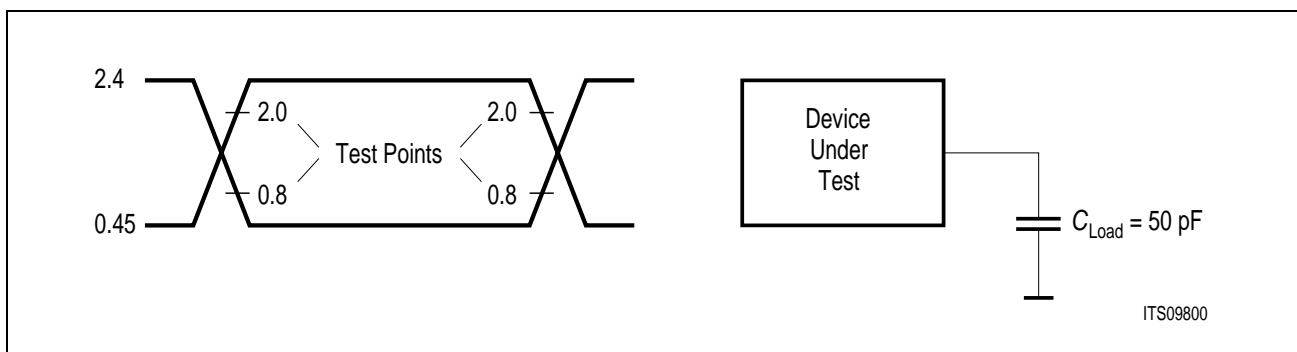 2.4
2.0
2.0
Test Points
0.8
0.8
0.45
Device
Under
Test
C Load = 50 pF
ITS09800